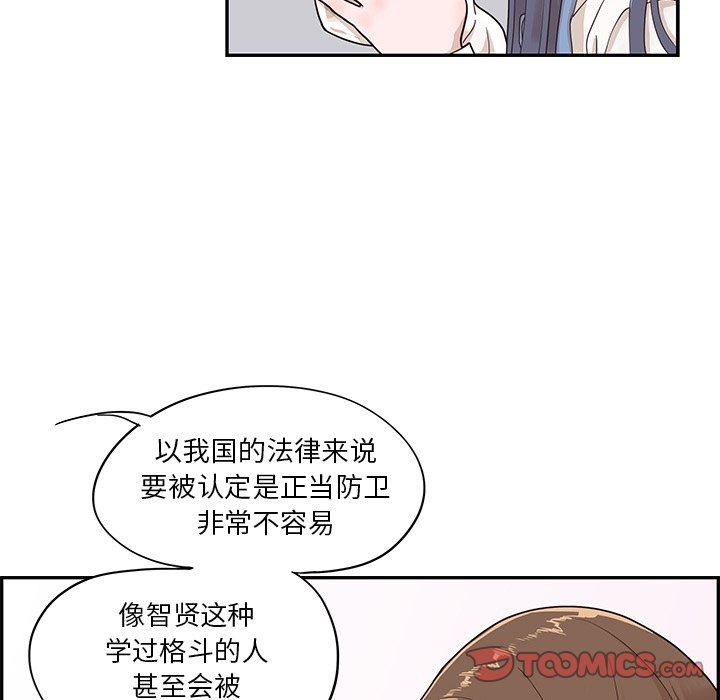 以我国的法律来说
要被认定是正当防卫
非常不容易
像智贤这种
学过格斗的人
甚至会被
TOOMICS.COM